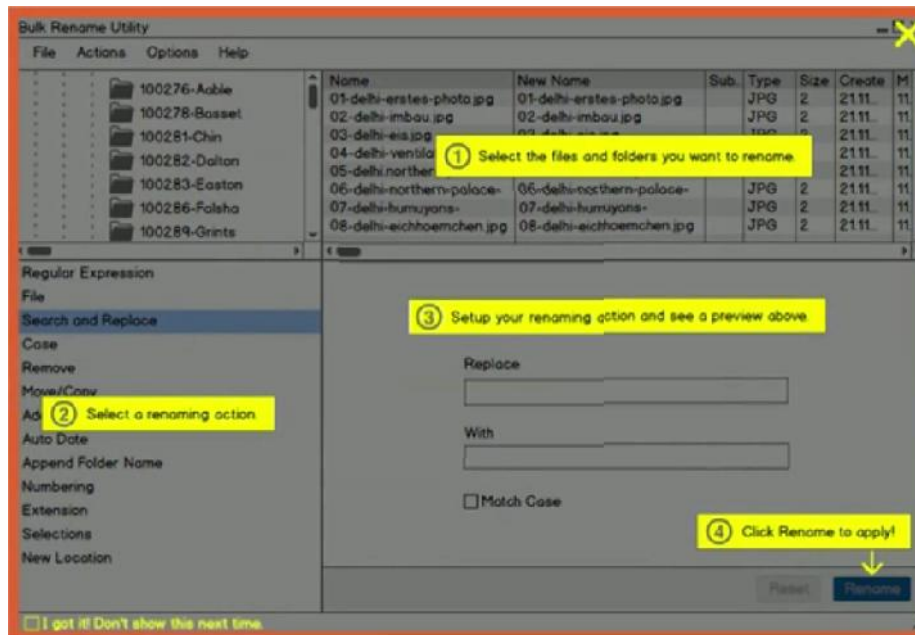 Bulk Rename Utility
File Actions Options Help
100276-Aable
100278-Basset
100281-Chin
100282-Dalton
100283-Easton
100286-Falsha
100289-Grints
Name New Name Sub. Type Size Create M
01-delhi-erstes-photo.jpg 01-delhi-erstes-photo.jpg JPG 2 21.11... 11.
02-delhi-imbau.jpg 02-delhi-imbau.jpg JPG 2 21.11... 11.
03-delhi-eis.jpg 21.11... 11.
04-delhi-ventila 21.11... 11.
05-delhi.northern 21.11... 11.
06-delhi-northern-palace- 06-delhi-northern-palace- JPG 2 21.11... 11.
07-delhi-humuyans- 07-delhi-humuyans- JPG 2 21.11... 11.
08-delhi-eichhoernchen.jpg 08-delhi-eichhoernchen.jpg JPG 2 21.11... 11.
1 Select the files and folders you want to rename.
Regular Expression
File
Search and Replace
Case
Remove
Move/Copy
2 Select a renaming action.
Auto Date
Append Folder Name
Numbering
Extension
Selections
New Location
3 Setup your renaming action and see a preview above.
Replace
With
Match Case
4 Click Rename to apply!
Reset Rename
I got it! Don't show this next time.